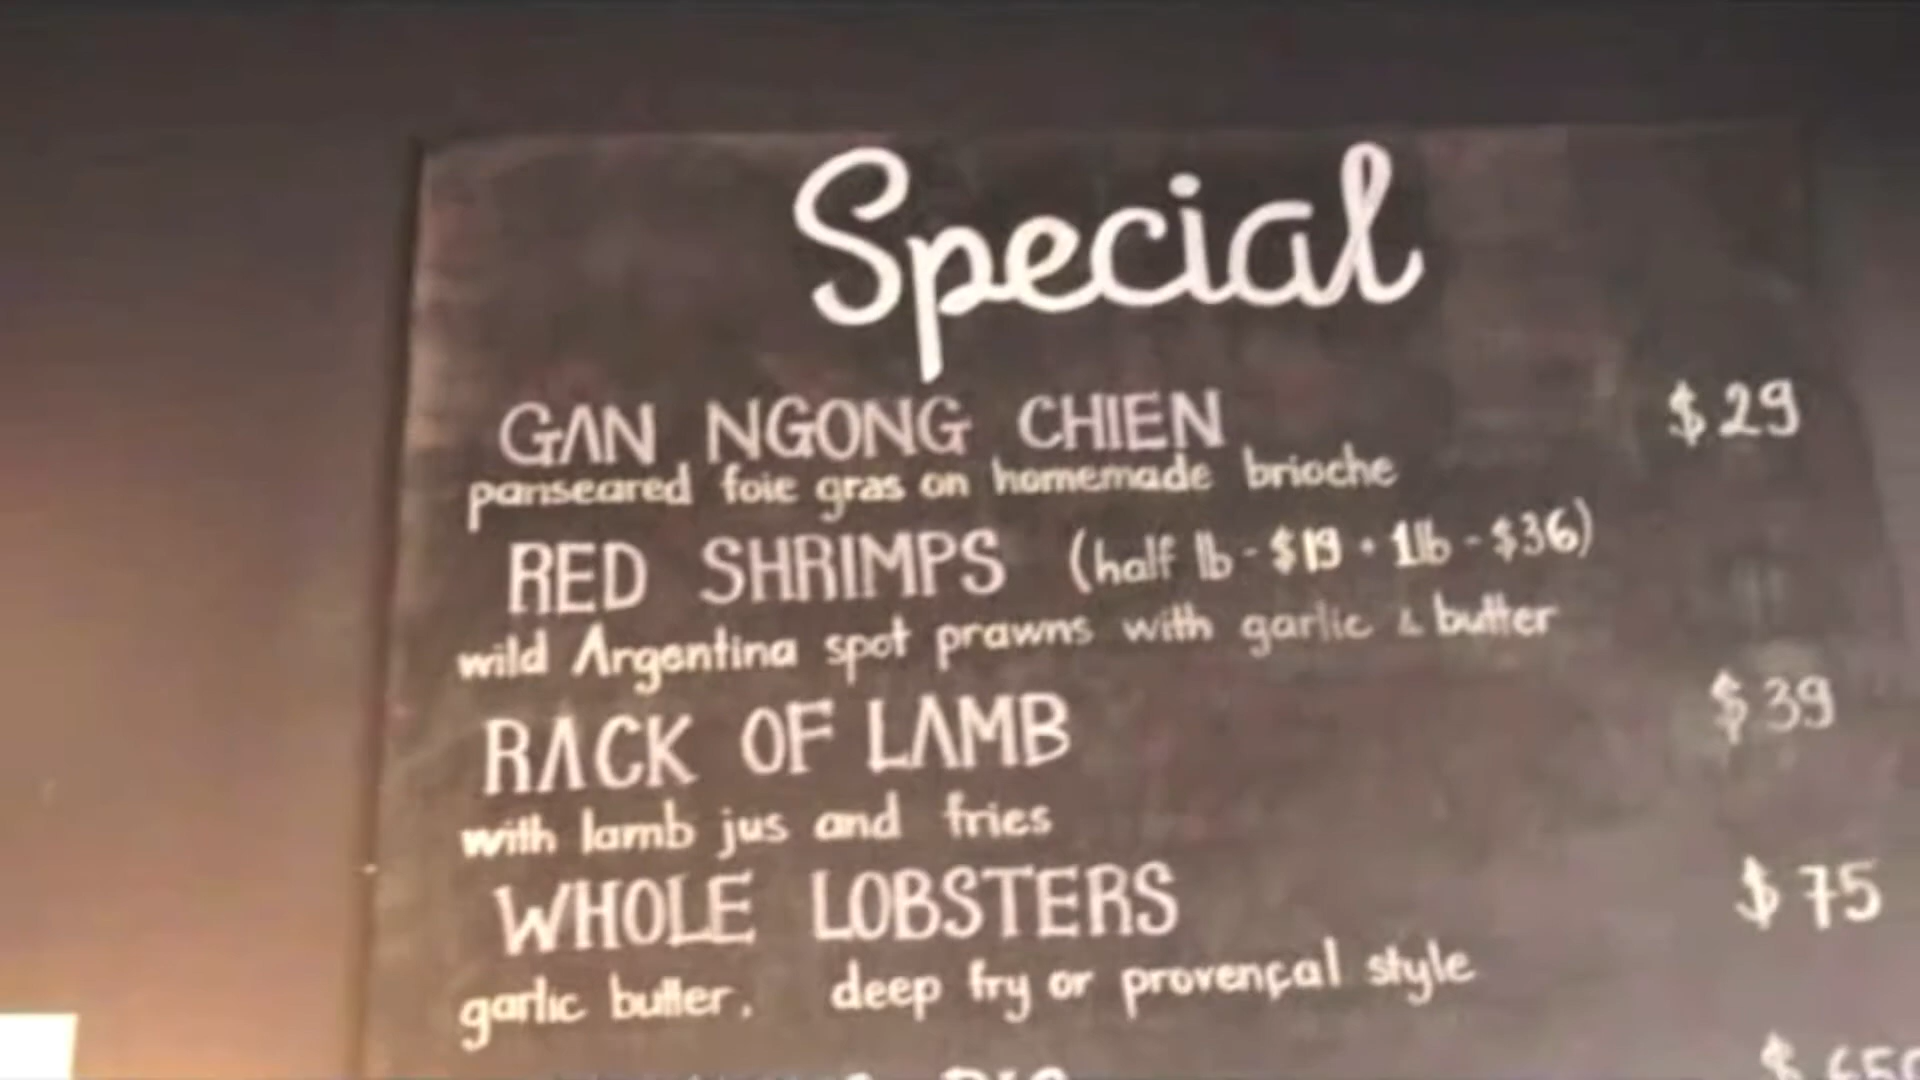 Special
GAN NGONG CHIEN $29
panseared foie gras on homemade brioche
RED SHRIMPS (half lb - $19 • 1lb - $36)
wild Argentina spot prawns with garlic & butter
RACK OF LAMB $39
with lamb jus and fries
WHOLE LOBSTERS $75
garlic butter, deep fry or provençal style